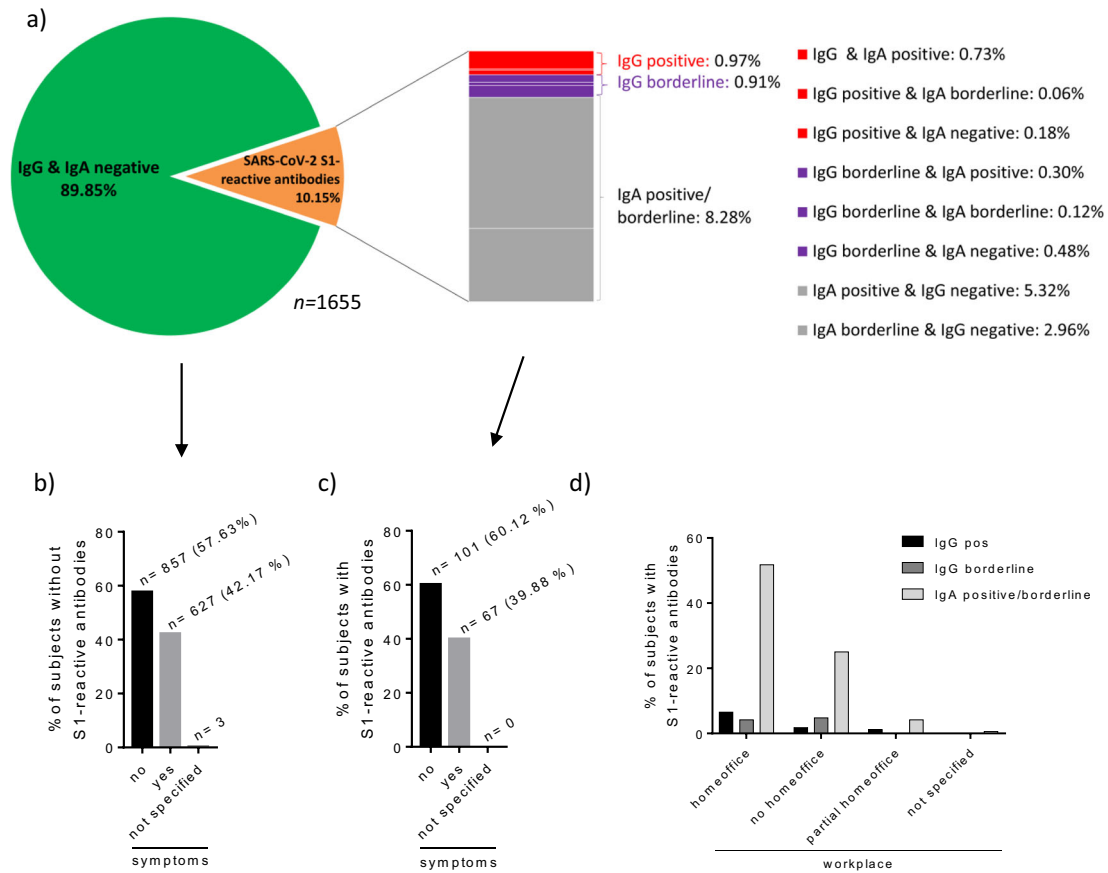 a)
IgG & IgA negative
89.85%
SARS-CoV-2 S1-
reactive antibodies
10.15%
n=1655
IgG positive: 0.97%
IgG borderline: 0.91%
IgA positive/
borderline: 8.28%
IgG & IgA positive: 0.73%
IgG positive & IgA borderline: 0.06%
IgG positive & IgA negative: 0.18%
IgG borderline & IgA positive: 0.30%
IgG borderline & IgA borderline: 0.12%
IgG borderline & IgA negative: 0.48%
IgA positive & IgG negative: 5.32%
IgA borderline & IgG negative: 2.96%
b)
% of subjects without
S1-reactive antibodies
80
60
40
20
0
n= 857 (57.63%)
n= 627 (42.17 %)
n= 3
no
yes
not specified
symptoms
c)
% of subjects with
S1-reactive antibodies
80
60
40
20
0
n= 101 (60.12 %)
n= 67 (39.88 %)
n= 0
no
yes
not specified
symptoms
d)
% of subjects with
S1-reactive antibodies
60
40
20
0
IgG pos
IgG borderline
IgA positive/borderline
homeoffice
no homeoffice
partial homeoffice
not specified
workplace